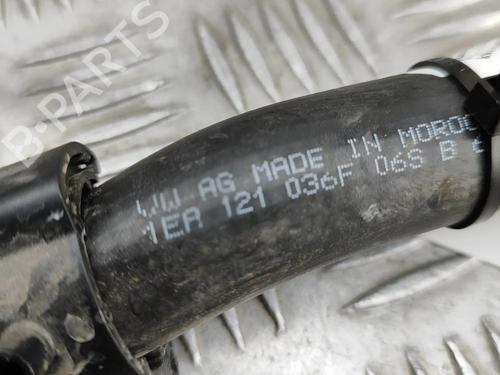 VW AG MADE IN MOROC
1EA 121 036F 06S B
B-PARTS